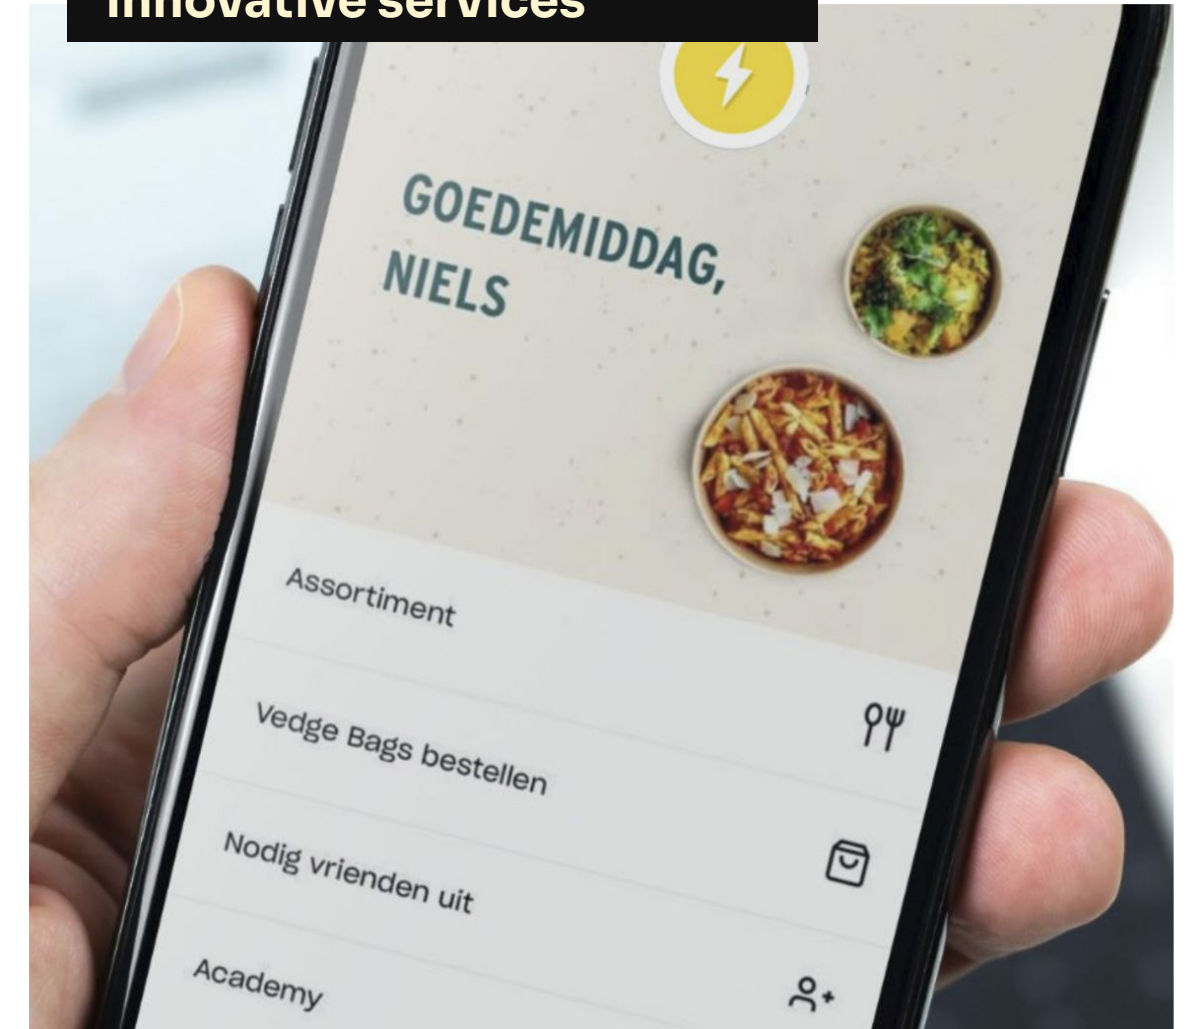 Innovative services
GOEDEMIDDAG,
NIELS
Assortiment
Vedge Bags bestellen
Nodig vrienden uit
Academy